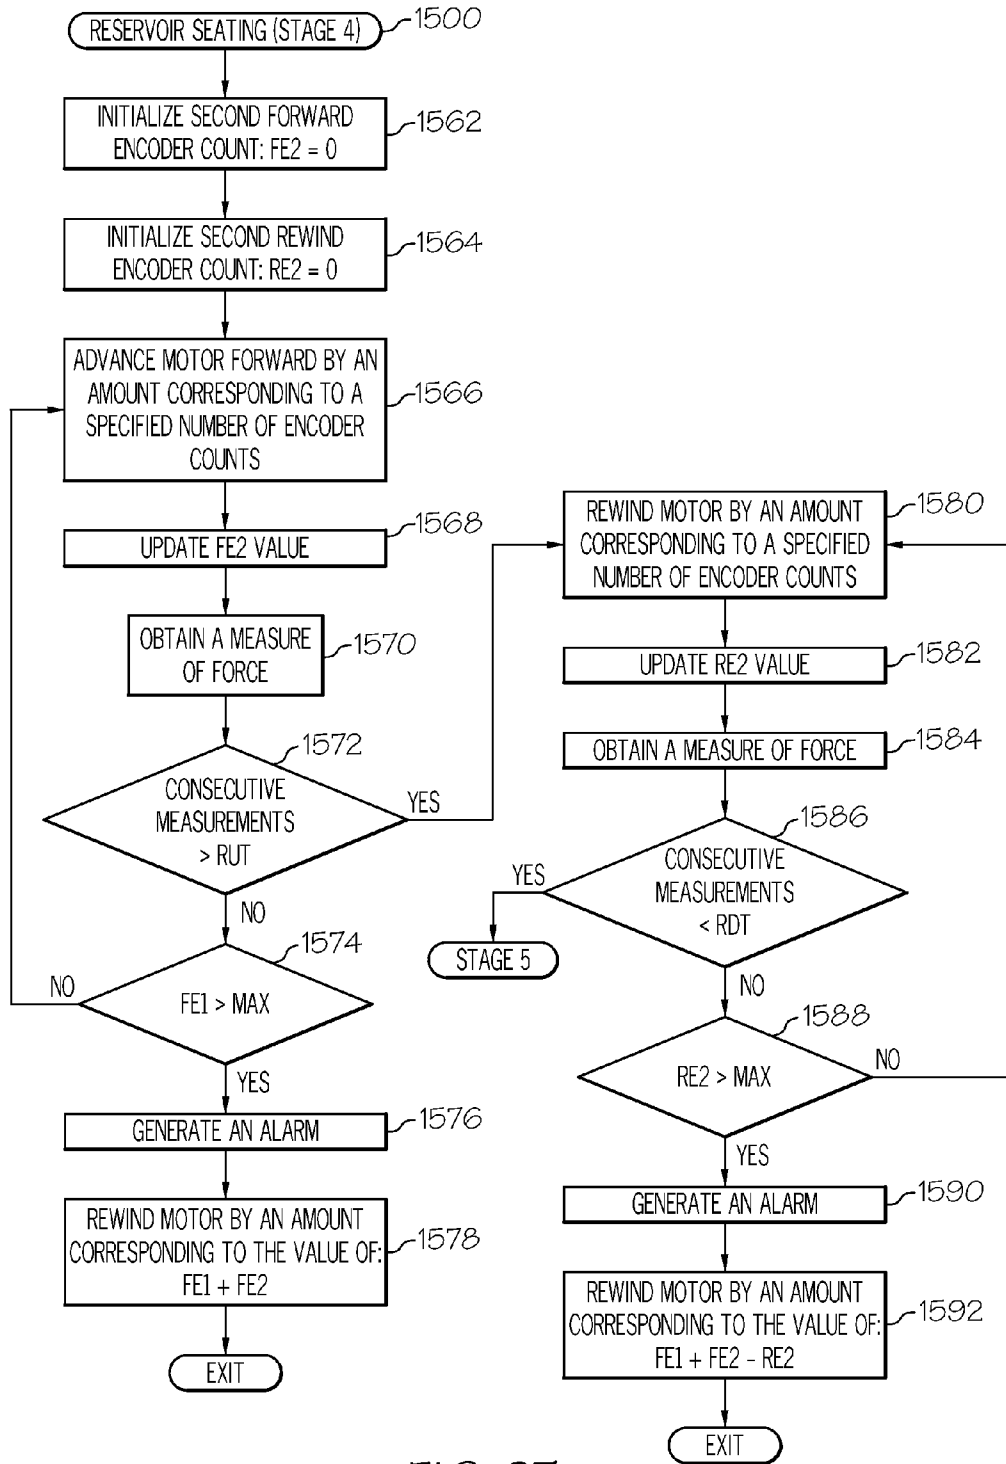 RESERVOIR SEATING (STAGE 4)
1500
INITIALIZE SECOND FORWARD
ENCODER COUNT: FE2 = 0
1562
INITIALIZE SECOND REWIND
ENCODER COUNT: RE2 = 0
1564
ADVANCE MOTOR FORWARD BY AN
AMOUNT CORRESPONDING TO A
SPECIFIED NUMBER OF ENCODER
COUNTS
1566
UPDATE FE2 VALUE
1568
OBTAIN A MEASURE
OF FORCE
1570
CONSECUTIVE
MEASUREMENTS
> RUT
1572
YES
NO
FE1 > MAX
1574
NO
YES
GENERATE AN ALARM
1576
REWIND MOTOR BY AN AMOUNT
CORRESPONDING TO THE VALUE OF:
FE1 + FE2
1578
EXIT
REWIND MOTOR BY AN AMOUNT
CORRESPONDING TO A SPECIFIED
NUMBER OF ENCODER COUNTS
1580
UPDATE RE2 VALUE
1582
OBTAIN A MEASURE OF FORCE
1584
CONSECUTIVE
MEASUREMENTS
< RDT
1586
YES
STAGE 5
NO
RE2 > MAX
1588
NO
YES
GENERATE AN ALARM
1590
REWIND MOTOR BY AN AMOUNT
CORRESPONDING TO THE VALUE OF:
FE1 + FE2 - RE2
1592
EXIT